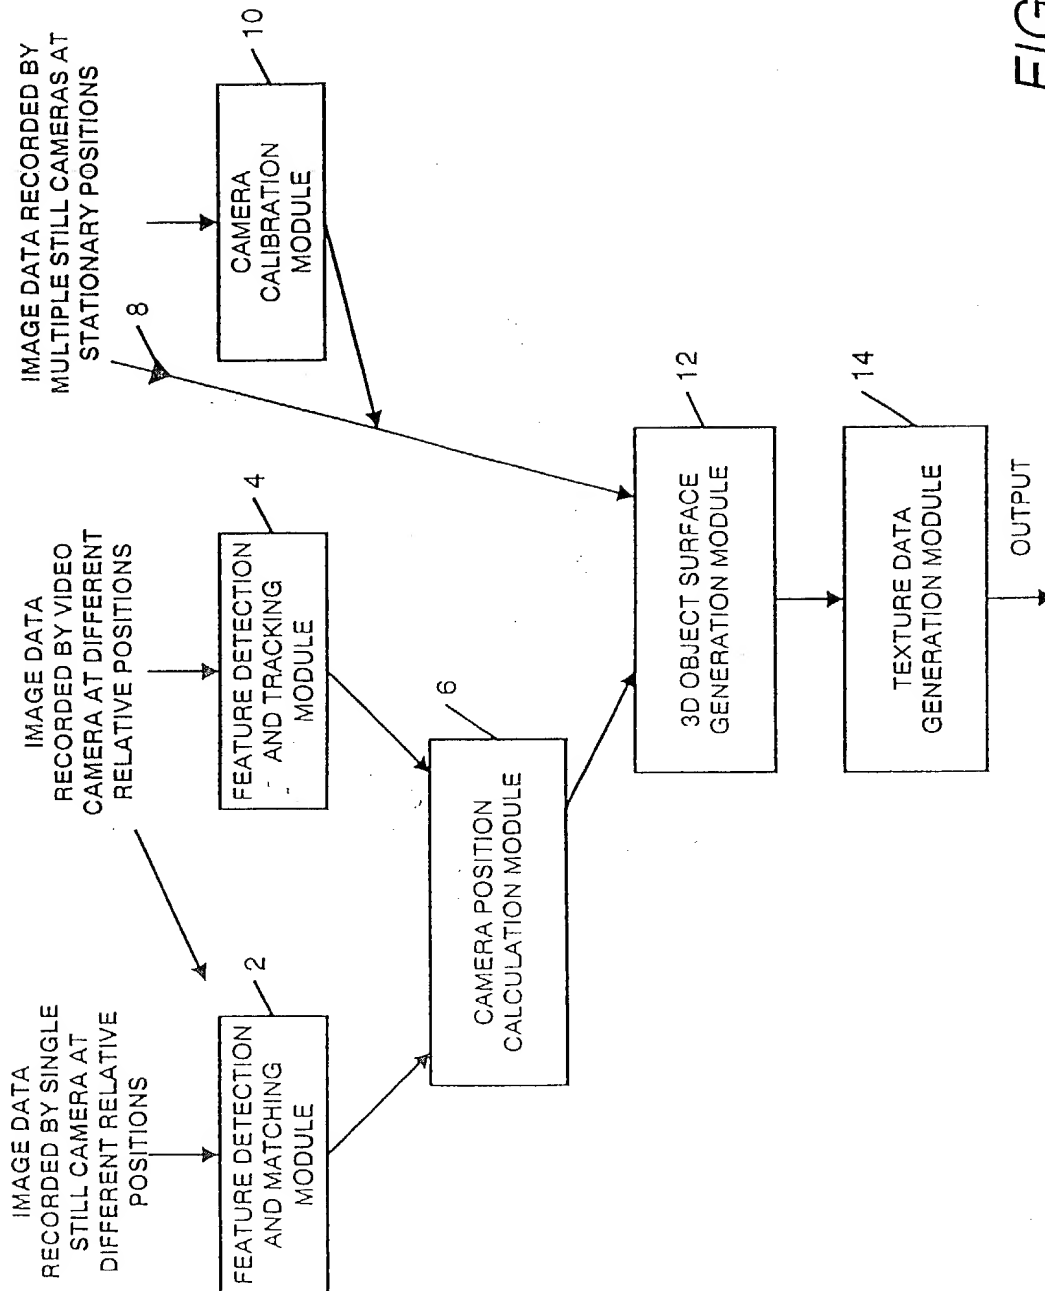 IMAGE DATA
RECORDED BY SINGLE
STILL CAMERA AT
DIFFERENT RELATIVE
POSITIONS
IMAGE DATA
RECORDED BY VIDEO
CAMERA AT DIFFERENT
RELATIVE POSITIONS
IMAGE DATA RECORDED BY
MULTIPLE STILL CAMERAS AT
STATIONARY POSITIONS
8
2
FEATURE DETECTION
AND MATCHING
MODULE
4
FEATURE DETECTION
AND TRACKING
MODULE
10
CAMERA
CALIBRATION
MODULE
6
CAMERA POSITION
CALCULATION MODULE
12
3D OBJECT SURFACE
GENERATION MODULE
14
TEXTURE DATA
GENERATION MODULE
OUTPUT
FIG